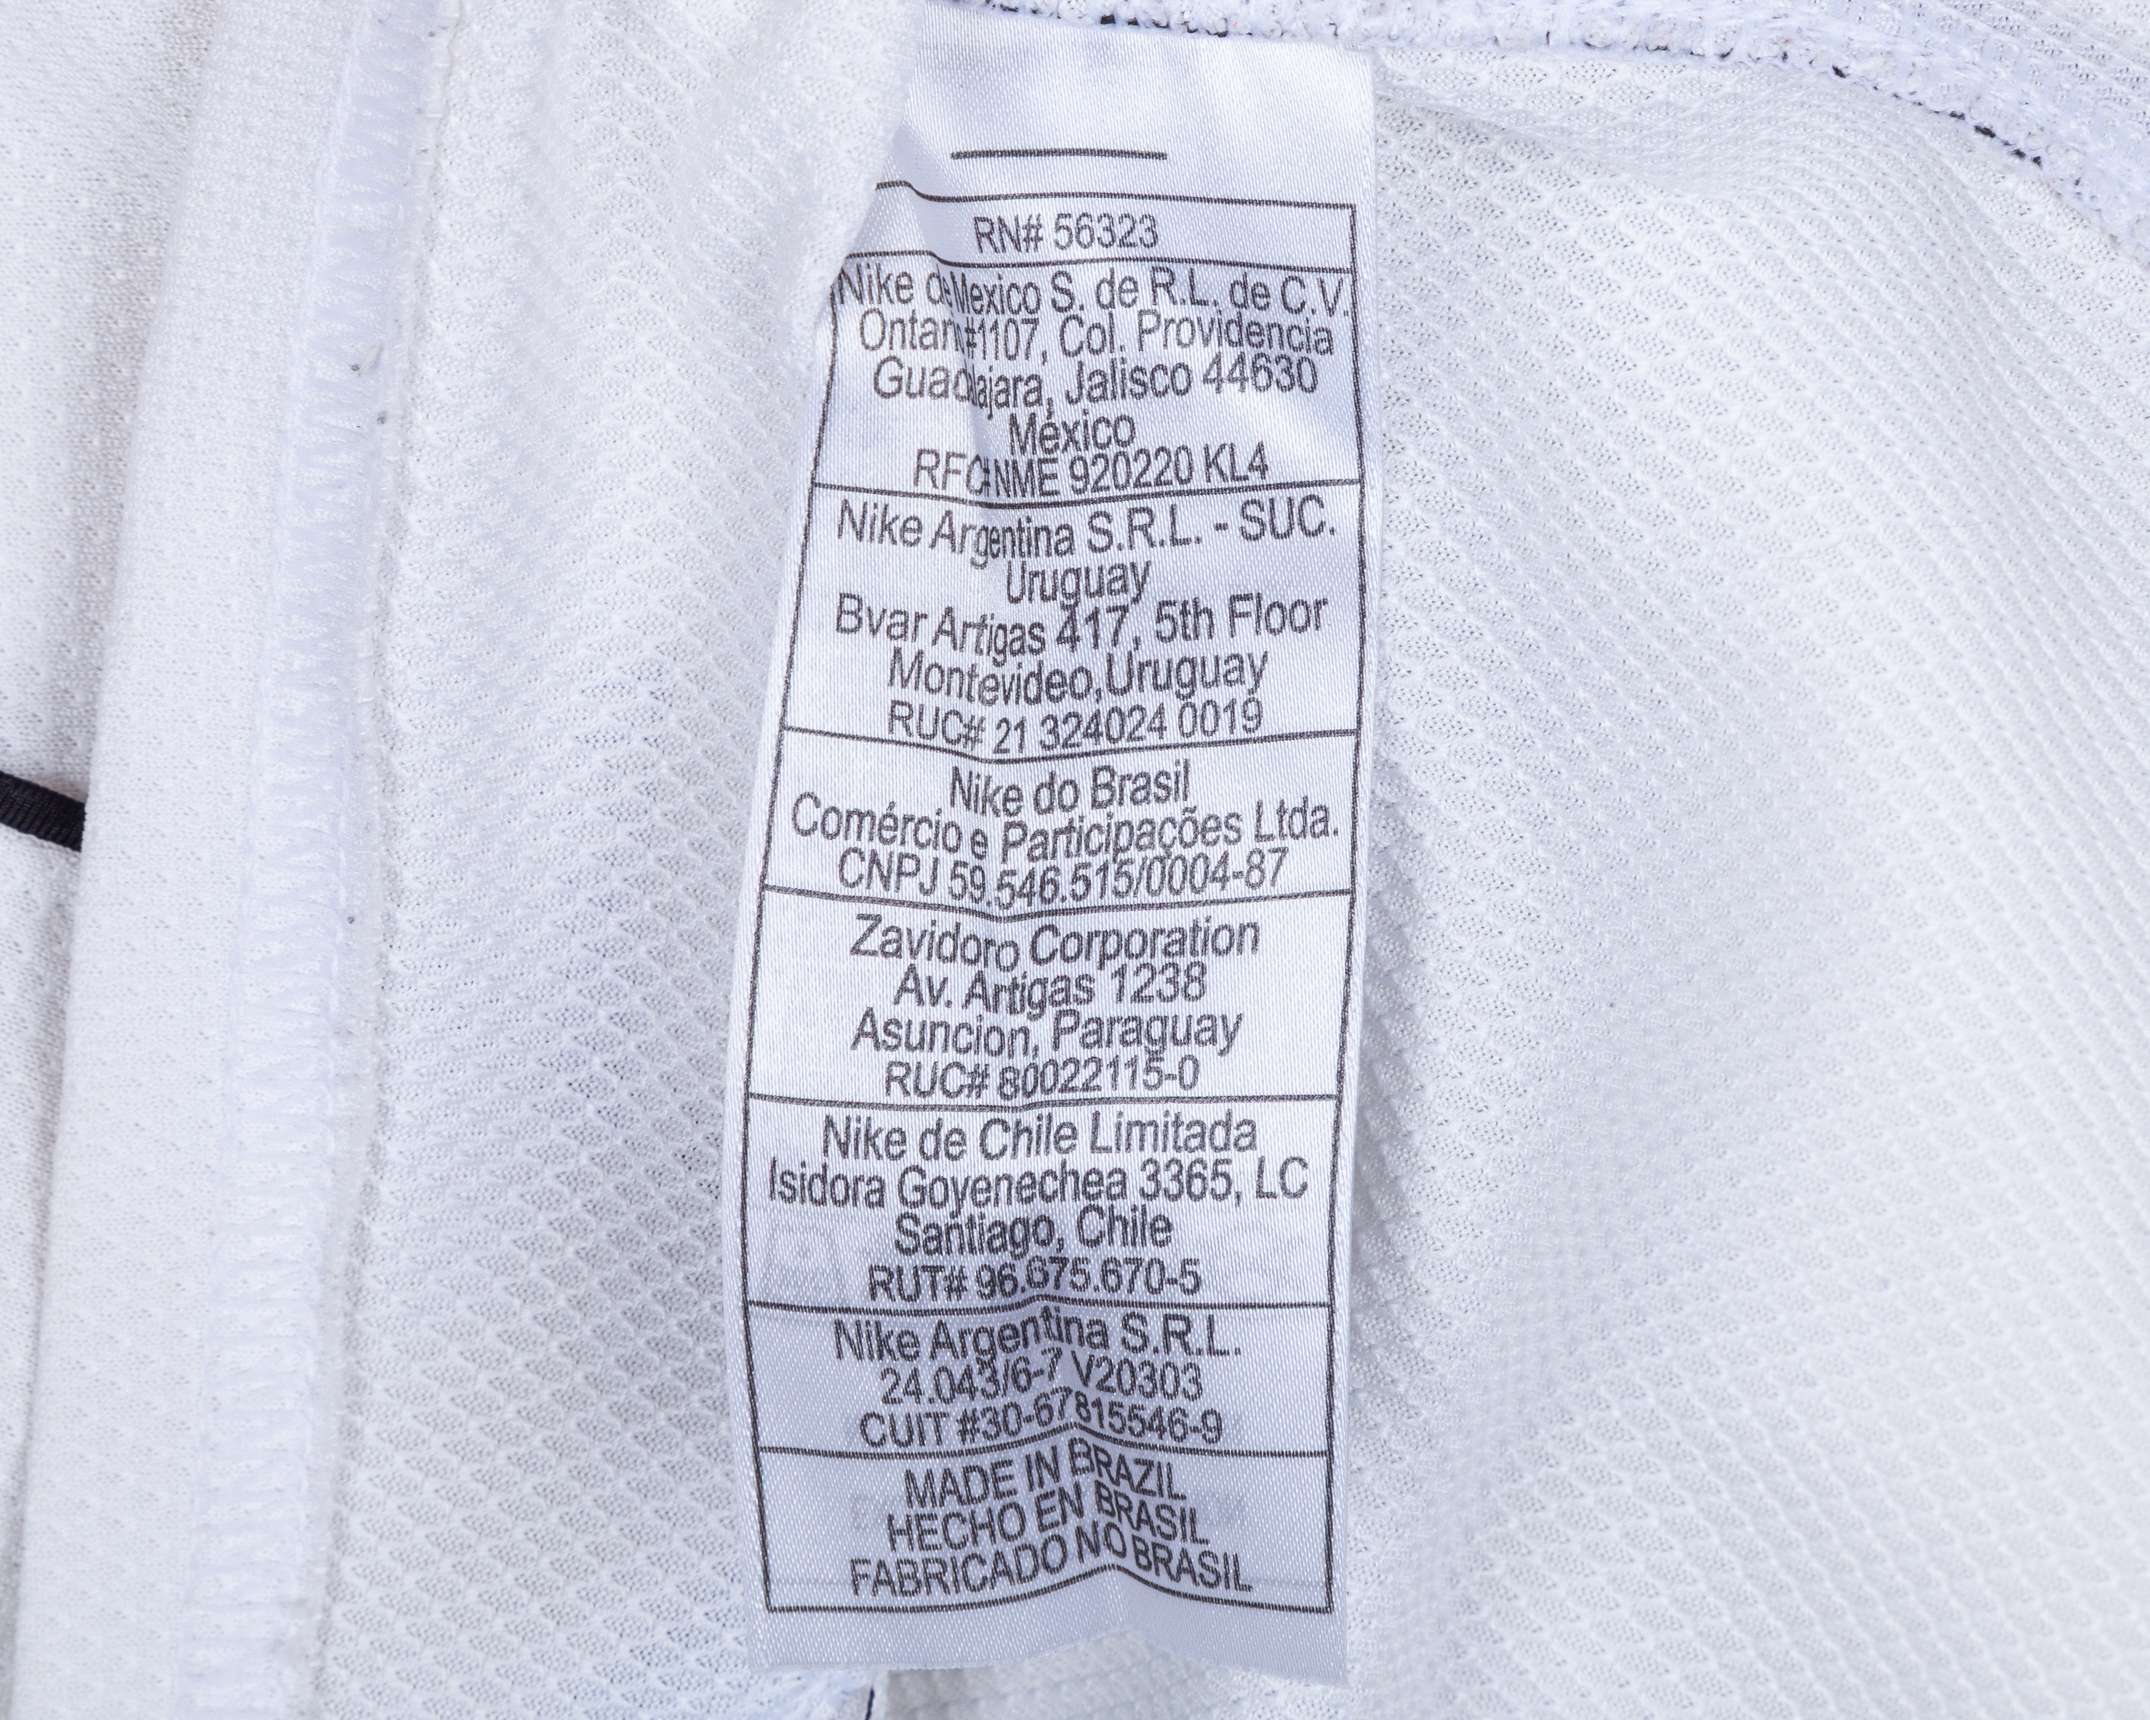 RN# 56323
Nike de Mexico S. de R.L. de C.V.
#1107, Col. Providencia
Guadalajara, Jalisco 44630
México
RFC: NME 920220 KL4
Nike Argentina S.R.L. - SUC.
Uruguay
Bvar Artigas 417, 5th Floor
Montevideo,Uruguay
RUC# 21 324024 0019
Nike do Brasil
Comércio e Participações Ltda.
CNPJ 59.546.515/0004-87
Zavidoro Corporation
Av. Artigas 1238
Asuncion, Paraguay
RUC# 80022115-0
Nike de Chile Limitada
Isidora Goyenechea 3365, LC
Santiago, Chile
RUT# 96.675.670-5
Nike Argentina S.R.L.
24.043/6-7 V20303
CUIT #30-67815546-9
MADE IN BRAZIL
HECHO EN BRASIL
FABRICADO NO BRASIL